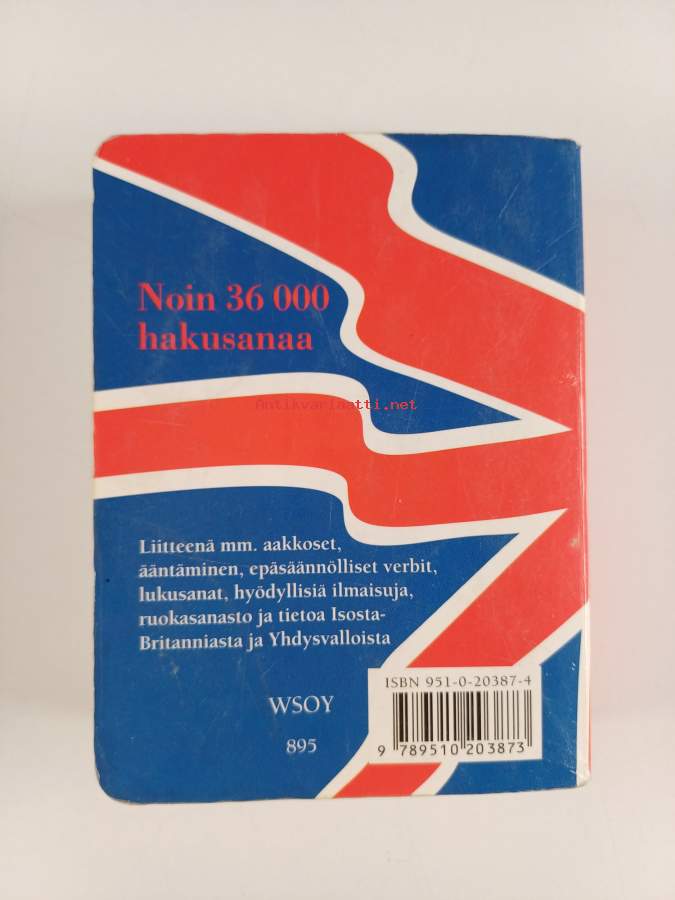 Noin 36 000
hakusanaa
Antikvariaatti.net
Liitteenä mm. aakkoset,
ääntäminen, epäsäännölliset verbit,
lukusanat, hyödyllisiä ilmaisuja,
ruokasanasto ja tietoa Isosta-
Britanniasta ja Yhdysvalloista
ISBN 951-0-20387-4
WSOY
895
9 789510 203873